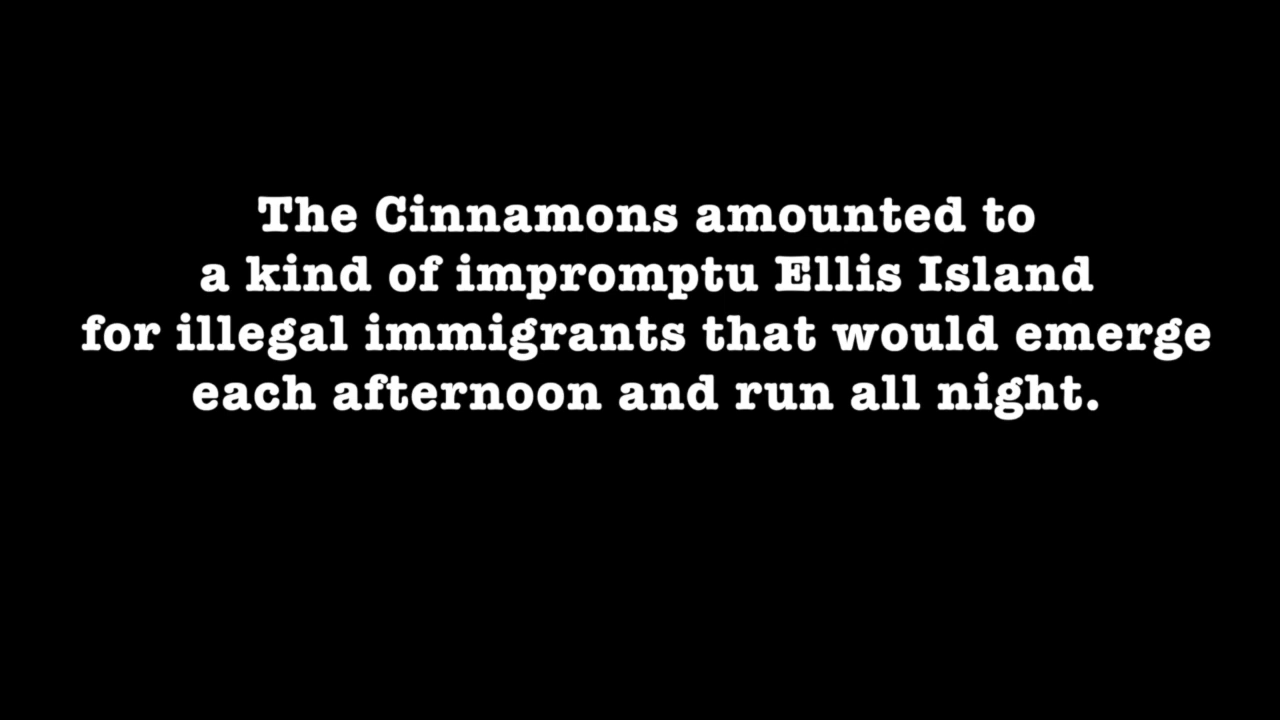 The Cinnamons amounted to
a kind of impromptu Ellis Island
for illegal immigrants that would emerge
each afternoon and run all night.